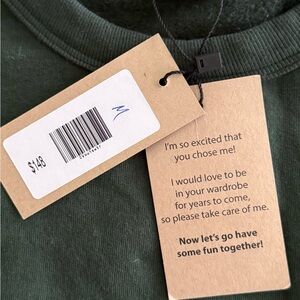 $148
M
I'm so excited that
you chose me!
I would love to be
in your wardrobe
for years to come,
so please take care of me.
Now let's go have
some fun together!